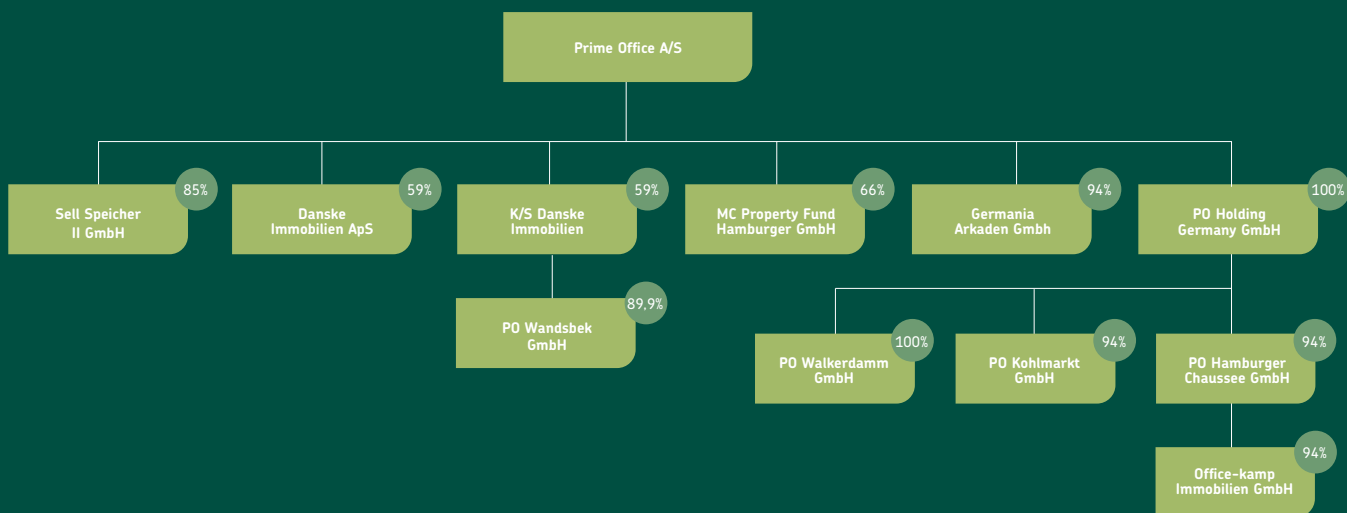 Prime Office A/S
85%
Sell Speicher
II GmbH
59%
Danske
Immobilien ApS
59%
K/S Danske
Immobilien
66%
MC Property Fund
Hamburger GmbH
94%
Germania
Arkaden Gmbh
100%
PO Holding
Germany GmbH
89,9%
PO Wandsbek
GmbH
100%
PO Walkerdamm
GmbH
94%
PO Kohlmarkt
GmbH
94%
PO Hamburger
Chaussee GmbH
94%
Office-kamp
Immobilien GmbH